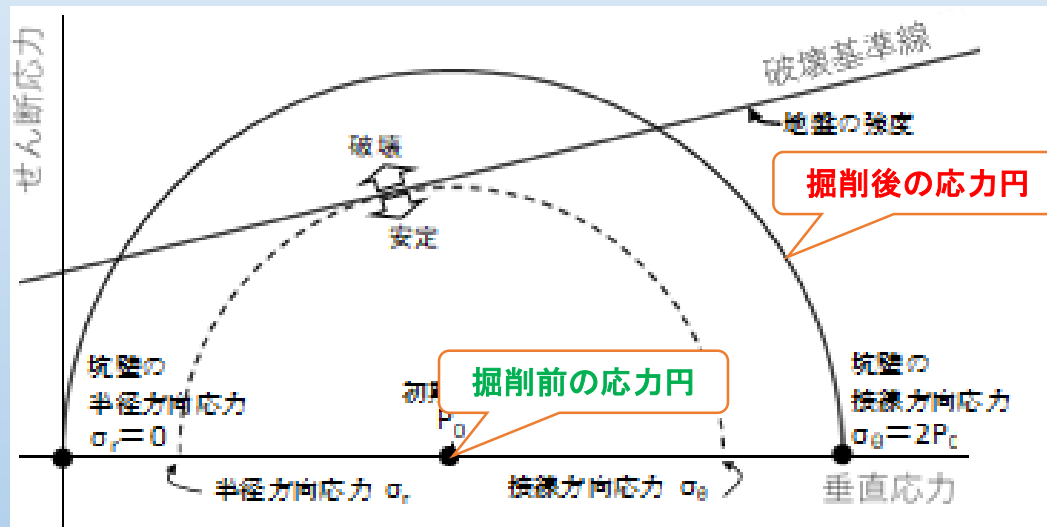 せん断応力
破壊基準線
地盤の強度
破壊
安定
掘削後の応力円
坑壁の
半径方向応力
σr＝0
掘削前の応力円
P0
坑壁の
接線方向応力
σθ＝2P0
半径方向応力 σr
接線方向応力 σθ
垂直応力